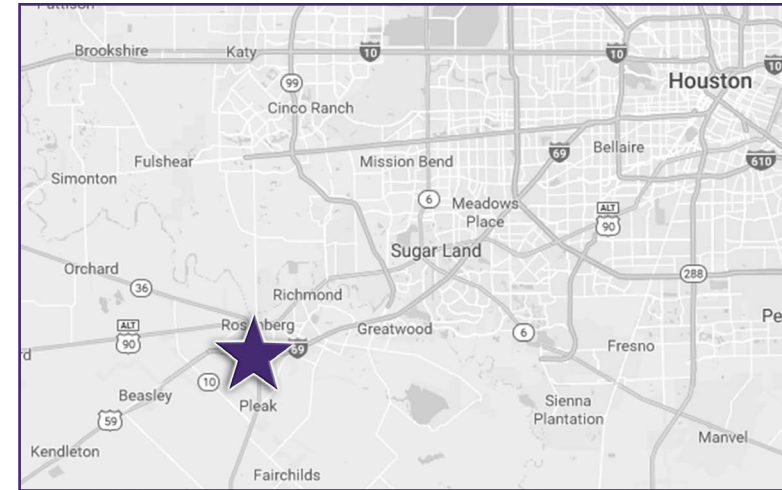 Brookshire
Katy
10
10
10
Houston
99
Cinco Ranch
69
Bellaire
Fulshear
Mission Bend
610
Simonton
6
Meadows
Place
ALT
90
Sugar Land
Orchard
288
36
Richmond
ALT
90
Greatwood
6
69
Fresno
10
Beasley
Pleak
Sienna
Plantation
59
Manvel
Kendleton
Fairchilds